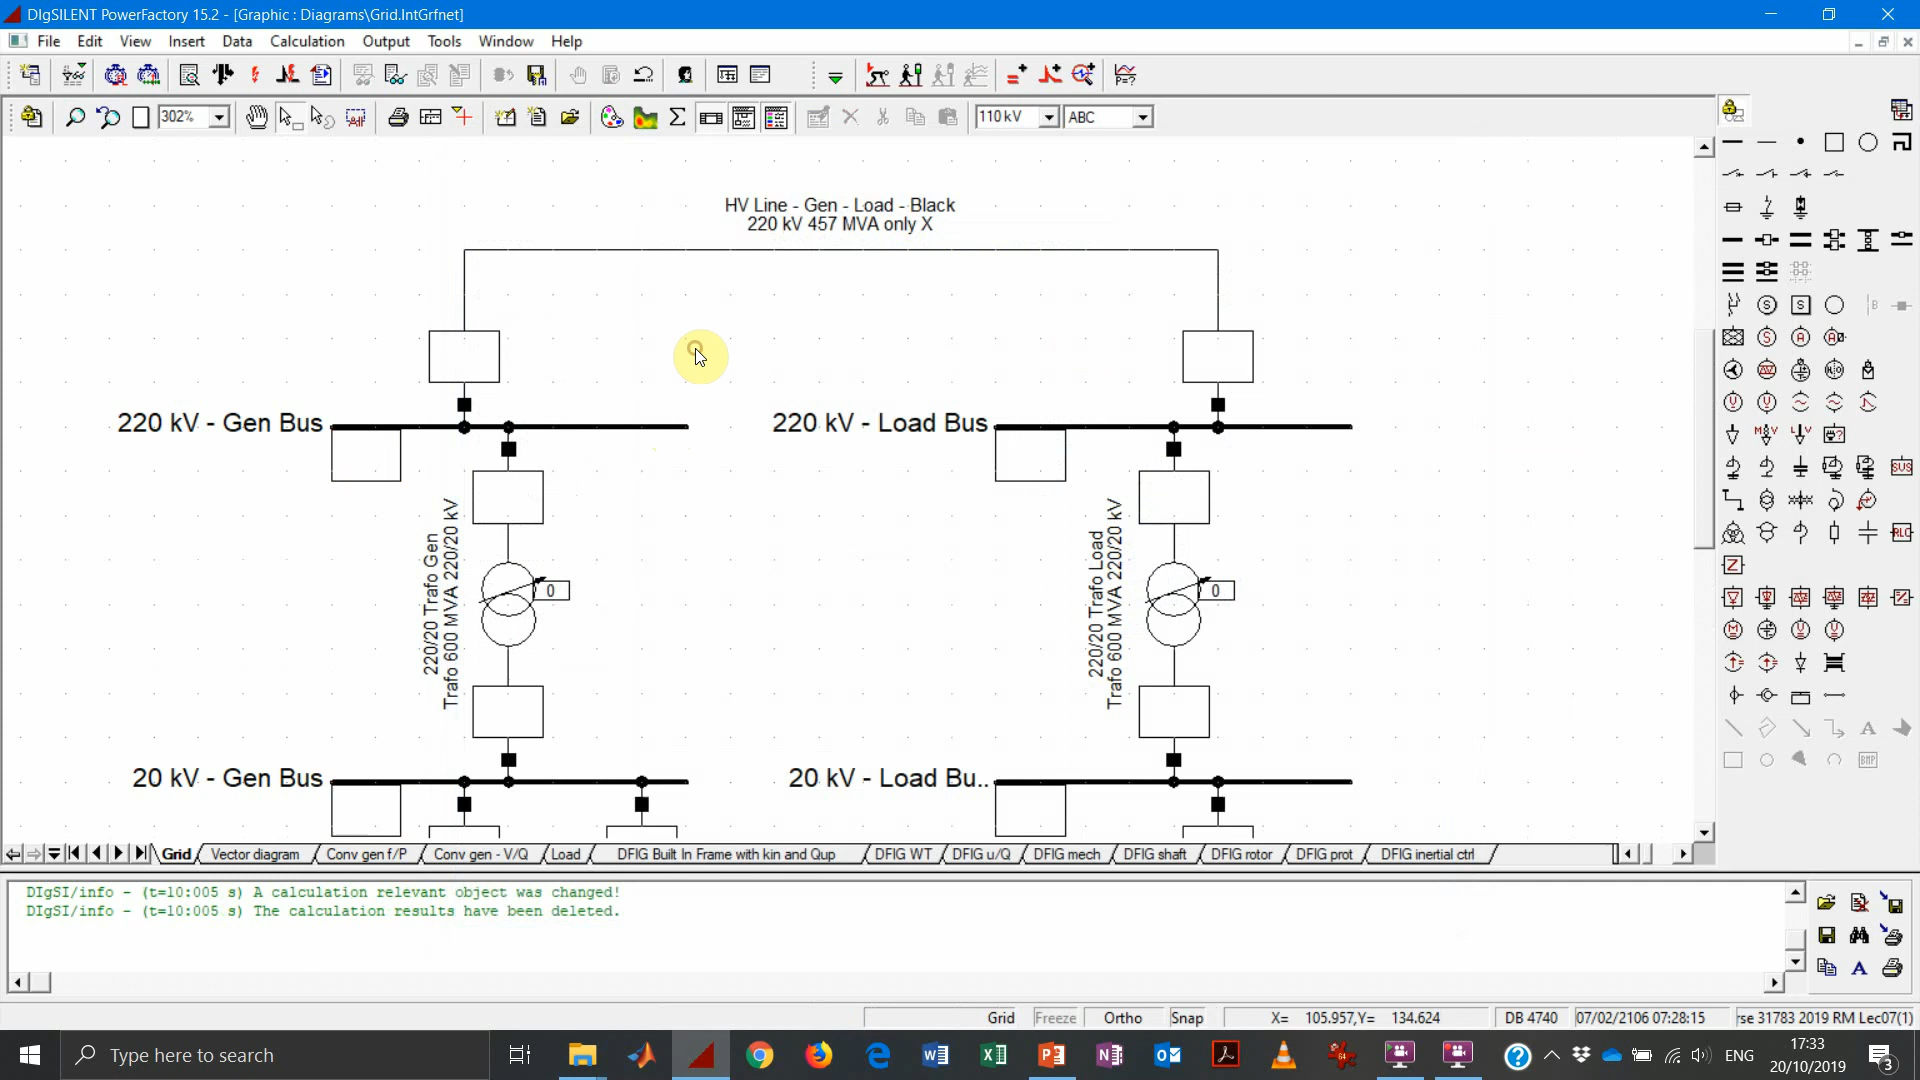 DIgSILENT PowerFactory 15.2 - [Graphic : Diagrams\Grid.IntGrfnet]
File Edit View Insert Data Calculation Output Tools Window Help
302%
110 kV
ABC
HV Line - Gen - Load - Black
220 kV 457 MVA only X
220 kV - Gen Bus
220 kV - Load Bus
220/20 Trafo Gen
Trafo 600 MVA 220/20 kV
0
220/20 Trafo Load
Trafo 600 MVA 220/20 kV
0
20 kV - Gen Bus
20 kV - Load Bu..
Grid Vector diagram Conv gen f/P Conv gen - V/Q Load DFIG Built In Frame with kin and Qup DFIG WT DFIG u/Q DFIG mech DFIG shaft DFIG rotor DFIG prot DFIG inertial ctrl
DIgSI/info - (t=10:005 s) A calculation relevant object was changed!
DIgSI/info - (t=10:005 s) The calculation results have been deleted.
Grid Freeze Ortho Snap X= 105.957,Y= 134.624 DB 4740 07/02/2106 07:28:15 rse 31783 2019 RM Lec07(1)
Type here to search
ENG
17:33
20/10/2019
3